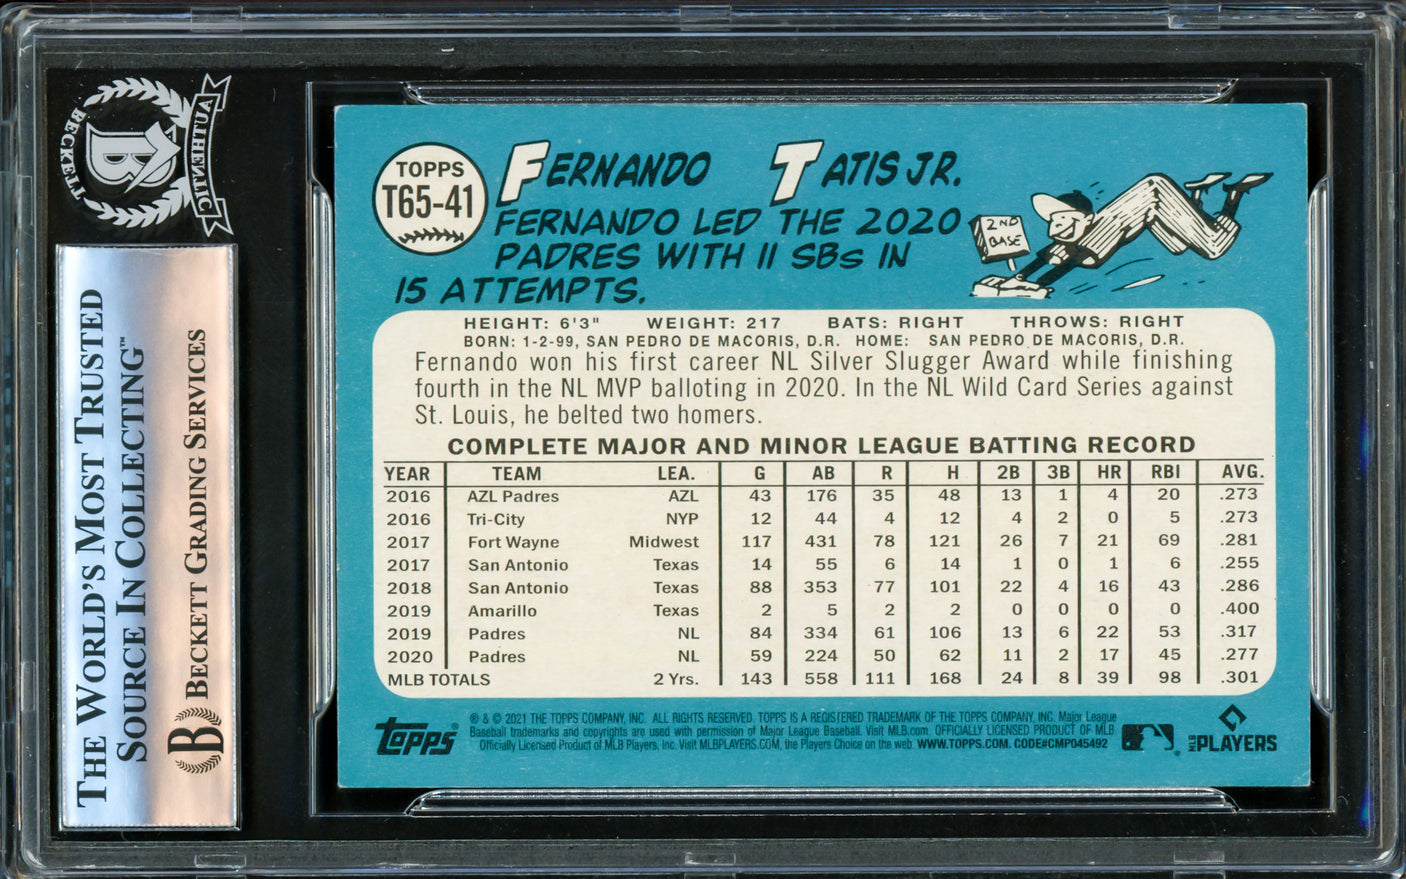 BECKETT
AUTHENTIC
B
THE WORLD'S MOST TRUSTED
SOURCE IN COLLECTING™
B BECKETT GRADING SERVICES
TOPPS
T65-41
FERNANDO TATIS JR.
FERNANDO LED THE 2020
PADRES WITH 11 SBs IN
15 ATTEMPTS.
2ND
BASE
HEIGHT: 6'3" WEIGHT: 217 BATS: RIGHT THROWS: RIGHT
BORN: 1-2-99, SAN PEDRO DE MACORIS, D.R. HOME: SAN PEDRO DE MACORIS, D.R.
Fernando won his first career NL Silver Slugger Award while finishing
fourth in the NL MVP balloting in 2020. In the NL Wild Card Series against
St. Louis, he belted two homers.
COMPLETE MAJOR AND MINOR LEAGUE BATTING RECORD
YEAR TEAM LEA. G AB R H 2B 3B HR RBI AVG.
2016 AZL Padres AZL 43 176 35 48 13 1 4 20 .273
2016 Tri-City NYP 12 44 4 12 4 2 0 5 .273
2017 Fort Wayne Midwest 117 431 78 121 26 7 21 69 .281
2017 San Antonio Texas 14 55 6 14 1 0 1 6 .255
2018 San Antonio Texas 88 353 77 101 22 4 16 43 .286
2019 Amarillo Texas 2 5 2 2 0 0 0 0 .400
2019 Padres NL 84 334 61 106 13 6 22 53 .317
2020 Padres NL 59 224 50 62 11 2 17 45 .277
MLB TOTALS 2 Yrs. 143 558 111 168 24 8 39 98 .301
topps®
® & © 2021 THE TOPPS COMPANY, INC. ALL RIGHTS RESERVED. TOPPS IS A REGISTERED TRADEMARK OF THE TOPPS COMPANY, INC. Major League
Baseball trademarks and copyrights are used with permission of Major League Baseball. Visit MLB.com. OFFICIALLY LICENSED PRODUCT OF MLB
Officially Licensed Product of MLB Players, Inc. Visit MLBPLAYERS.COM, the Players Choice on the web. WWW.TOPPS.COM. CODE#CMP045492
MLB PLAYERS